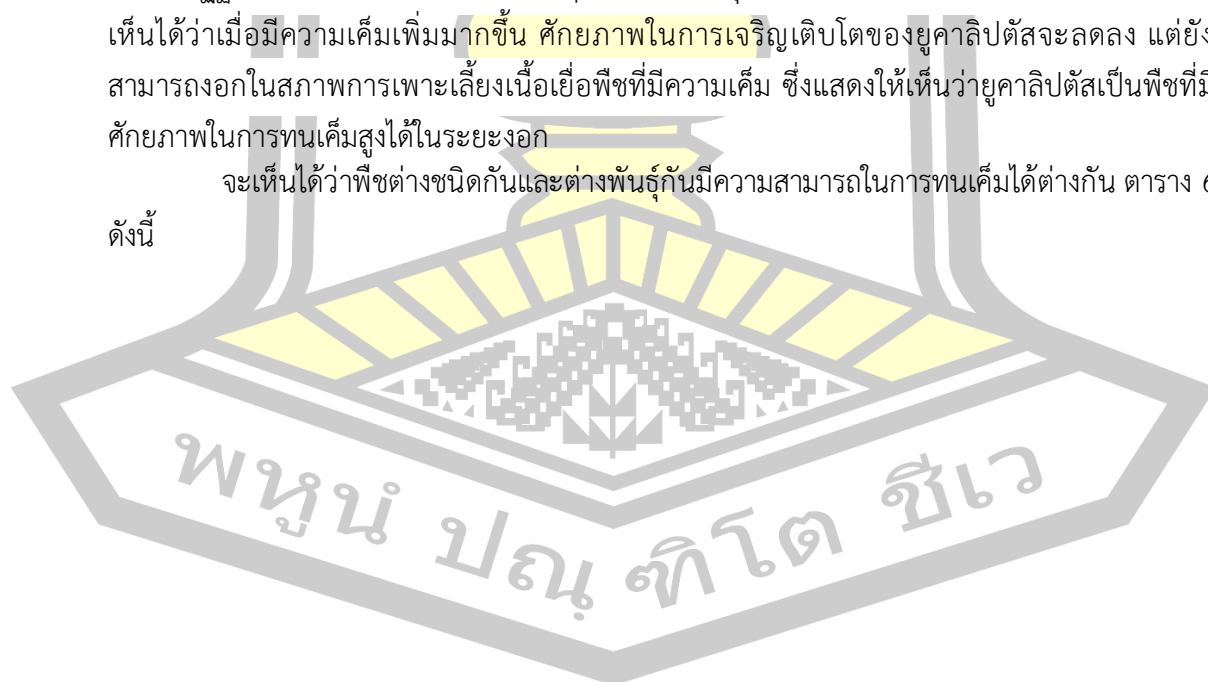 เห็นได้ว่าเมื่อมีความเค็มเพิ่มมากขึ้น ศักยภาพในการเจริญเติบโตของยูคาลิปตัสจะลดลง แต่ยัง
สามารถงอกในสภาพการเพาะเลี้ยงเนื้อเยื่อพืชที่มีความเค็ม ซึ่งแสดงให้เห็นว่ายูคาลิปตัสเป็นพืชที่มี
ศักยภาพในการทนเค็มสูงได้ในระยะงอก
จะเห็นได้ว่าพืชต่างชนิดกันและต่างพันธุ์กันมีความสามารถในการทนเค็มได้ต่างกัน ตาราง 6
ดังนี้
พหูนํ ปณฺฑิโต ชีเว